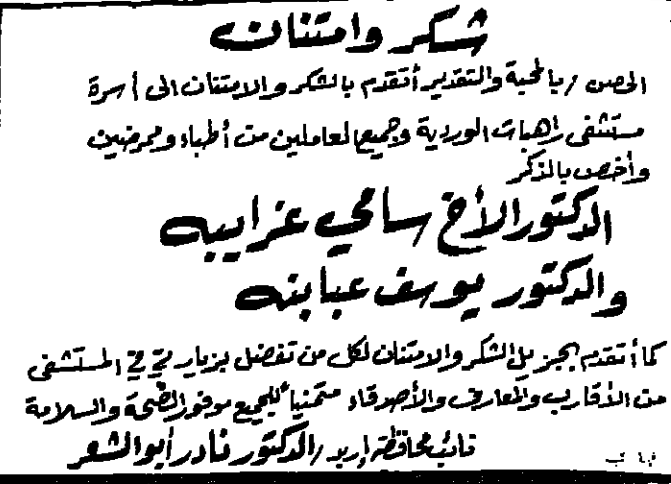 شكر وامتنان
الحصن / بالمحبة والتقدير أتقدم بالشكر والامتنان الى أسرة
مستشفى راهبات الوردية وجميع العاملين من أطباء وممرضين
وأخص بالذكر
الدكتور الأخ سامي غرايبه
والدكتور يوسف عبابنه
كما أتقدم بجزيل الشكر والامتنان لكل من تفضل بزيارتي في المستشفى
من الأقارب والمعارف والأصدقاء متمنياً للجميع موفور الصحة والسلامة
نائب محافظة إربد / الدكتور نادر أبو الشعر